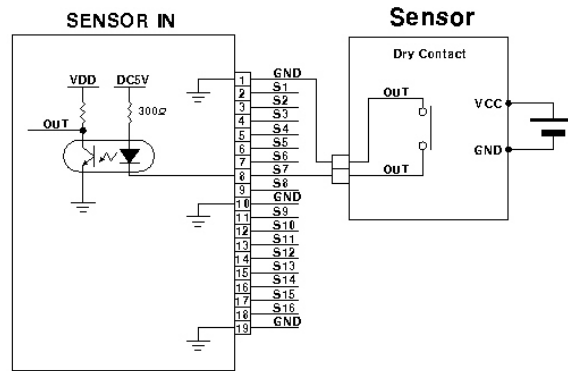 SENSOR IN
Sensor
Dry Contact
VDD
DC5V
300Ω
OUT
OUT
OUT
VCC
GND
1
GND
2
S1
3
S2
4
S3
5
S4
6
S5
7
S6
8
S7
9
S8
10
GND
11
S9
12
S10
13
S11
14
S12
15
S13
16
S14
17
S15
18
S16
19
GND